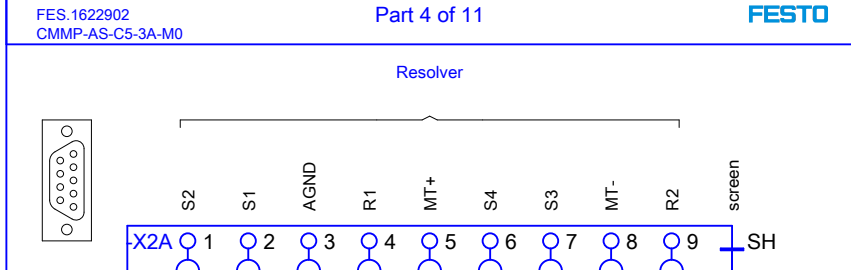 FES.1622902
CMMP-AS-C5-3A-M0
Part 4 of 11
FESTO
Resolver
S2 S1 AGND R1 MT+ S4 S3 MT- R2 screen
-X2A 1 2 3 4 5 6 7 8 9 SH